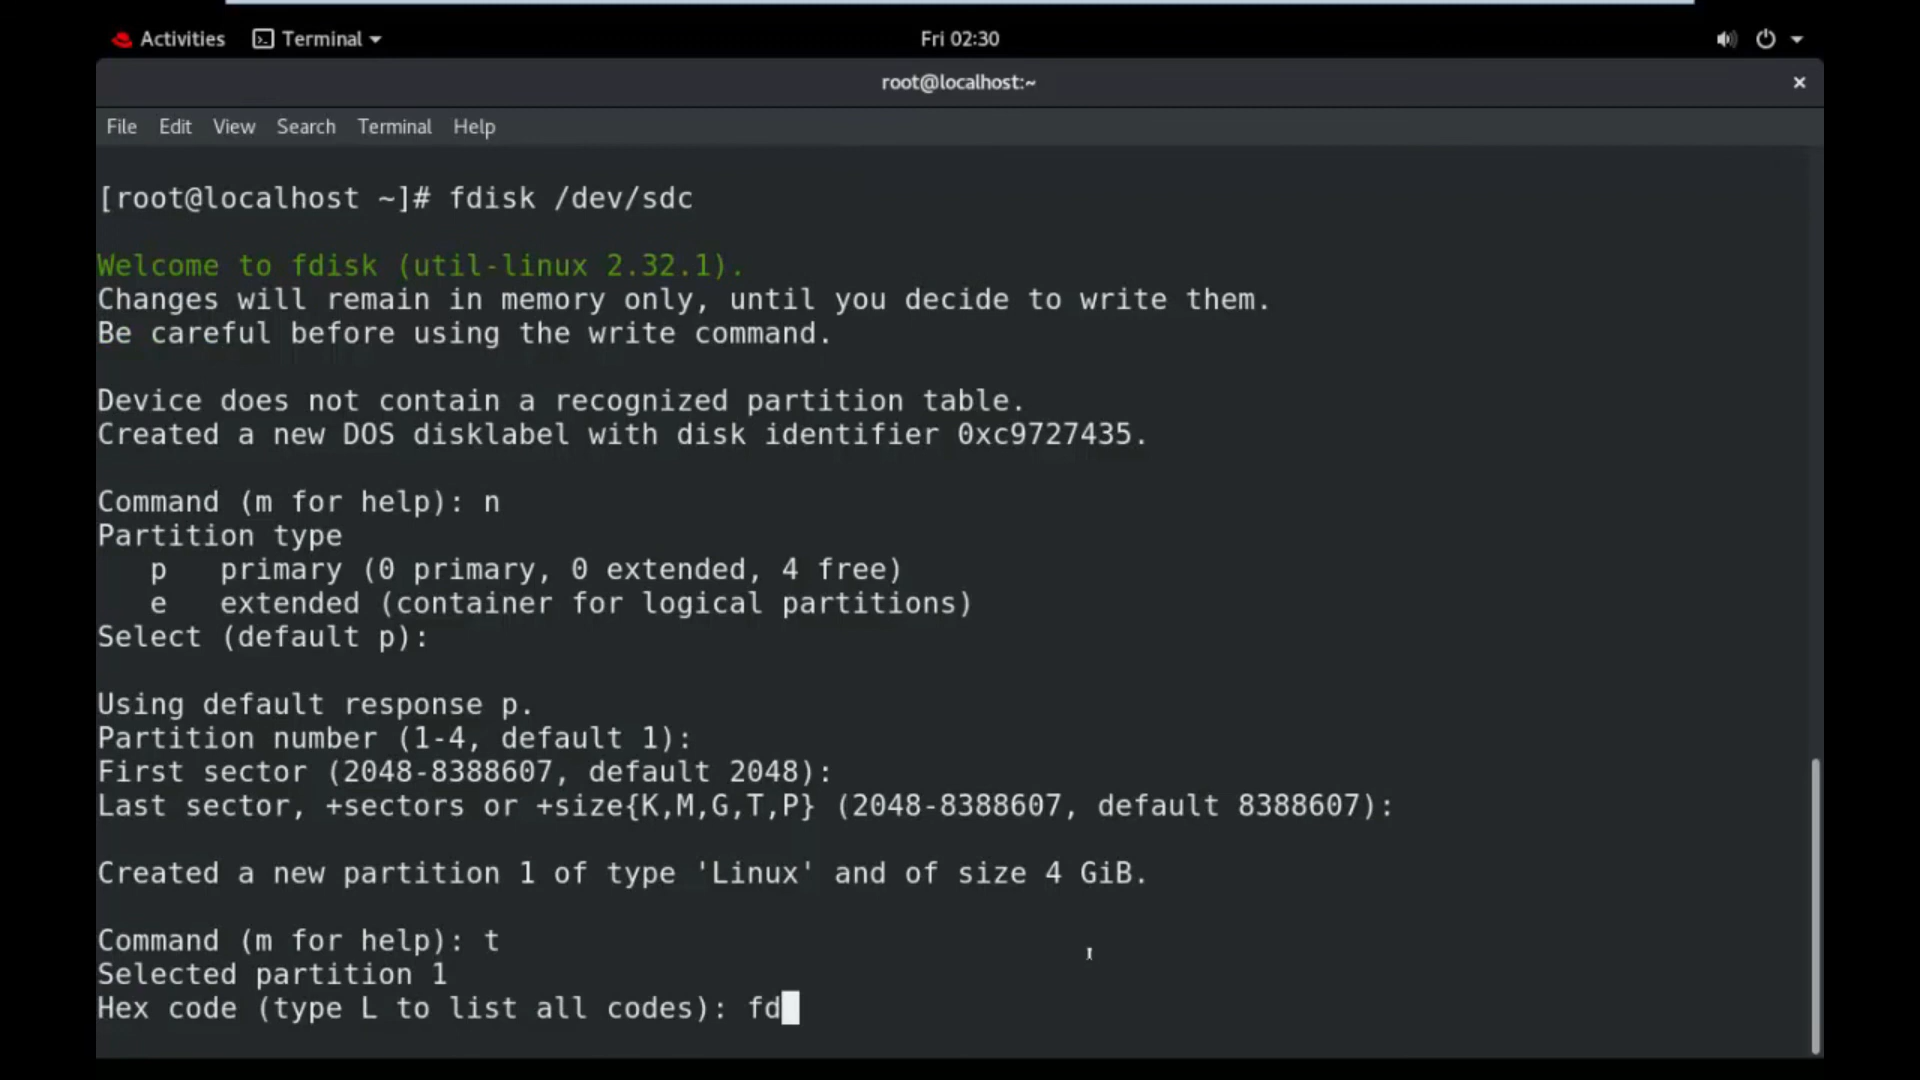 Activities Terminal Fri 02:30
root@localhost:~ ×
File Edit View Search Terminal Help
[root@localhost ~]# fdisk /dev/sdc
Welcome to fdisk (util-linux 2.32.1).
Changes will remain in memory only, until you decide to write them.
Be careful before using the write command.
Device does not contain a recognized partition table.
Created a new DOS disklabel with disk identifier 0xc9727435.
Command (m for help): n
Partition type
p primary (0 primary, 0 extended, 4 free)
e extended (container for logical partitions)
Select (default p):
Using default response p.
Partition number (1-4, default 1):
First sector (2048-8388607, default 2048):
Last sector, +sectors or +size{K,M,G,T,P} (2048-8388607, default 8388607):
Created a new partition 1 of type 'Linux' and of size 4 GiB.
Command (m for help): t
Selected partition 1
Hex code (type L to list all codes): fd